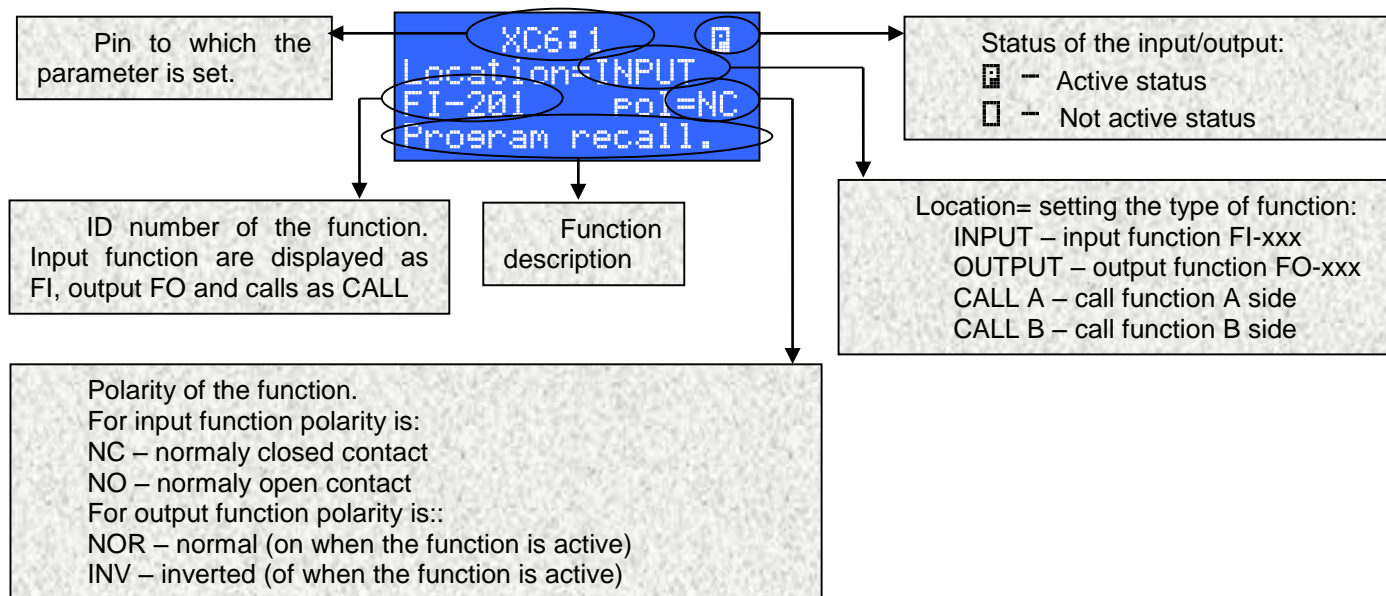 Pin to which the
parameter is set.
XC6:1
Location=INPUT
FI-201 pol=NC
Program recall.
Status of the input/output:
P – Active status
– Not active status
ID number of the function.
Input function are displayed as
FI, output FO and calls as CALL
Function
description
Location= setting the type of function:
INPUT – input function FI-xxx
OUTPUT – output function FO-xxx
CALL A – call function A side
CALL B – call function B side
Polarity of the function.
For input function polarity is:
NC – normaly closed contact
NO – normaly open contact
For output function polarity is::
NOR – normal (on when the function is active)
INV – inverted (of when the function is active)